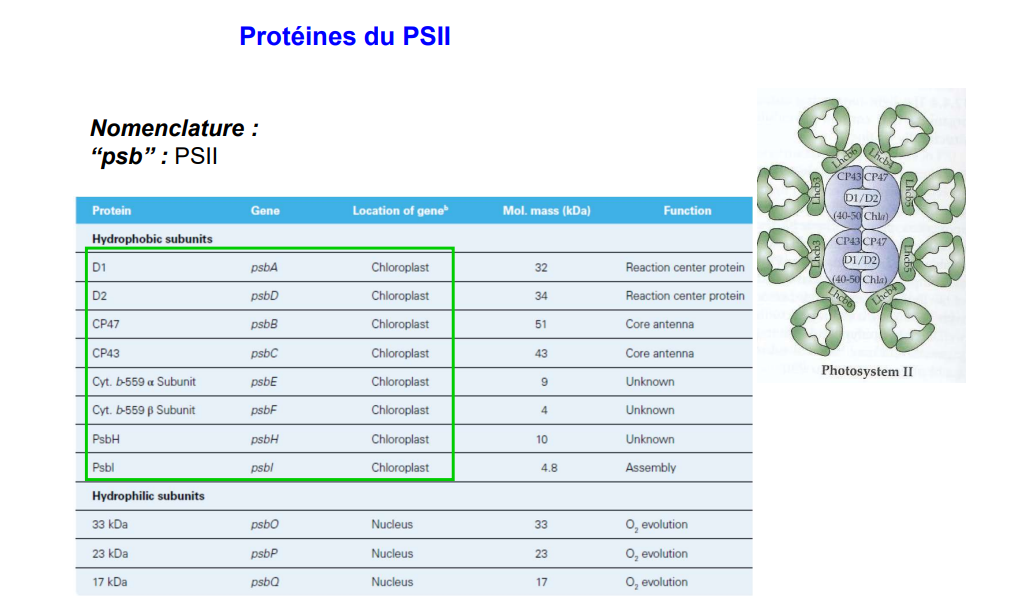 Protéines du PSII
Nomenclature :
“psb” : PSII
Protein Gene Location of geneᵇ Mol. mass (kDa) Function
Hydrophobic subunits
D1 psbA Chloroplast 32 Reaction center protein
D2 psbD Chloroplast 34 Reaction center protein
CP47 psbB Chloroplast 51 Core antenna
CP43 psbC Chloroplast 43 Core antenna
Cyt. b-559 α Subunit psbE Chloroplast 9 Unknown
Cyt. b-559 β Subunit psbF Chloroplast 4 Unknown
PsbH psbH Chloroplast 10 Unknown
PsbI psbI Chloroplast 4.8 Assembly
Hydrophilic subunits
33 kDa psbO Nucleus 33 O₂ evolution
23 kDa psbP Nucleus 23 O₂ evolution
17 kDa psbQ Nucleus 17 O₂ evolution
Lhcb6 Lhcb4
CP43 CP47
Lhcb3 D1/D2 Lhcb5
(40-50 Chla)
CP43 CP47
Lhcb3 D1/D2 Lhcb5
(40-50 Chla)
Lhcb6 Lhcb4
Photosystem II